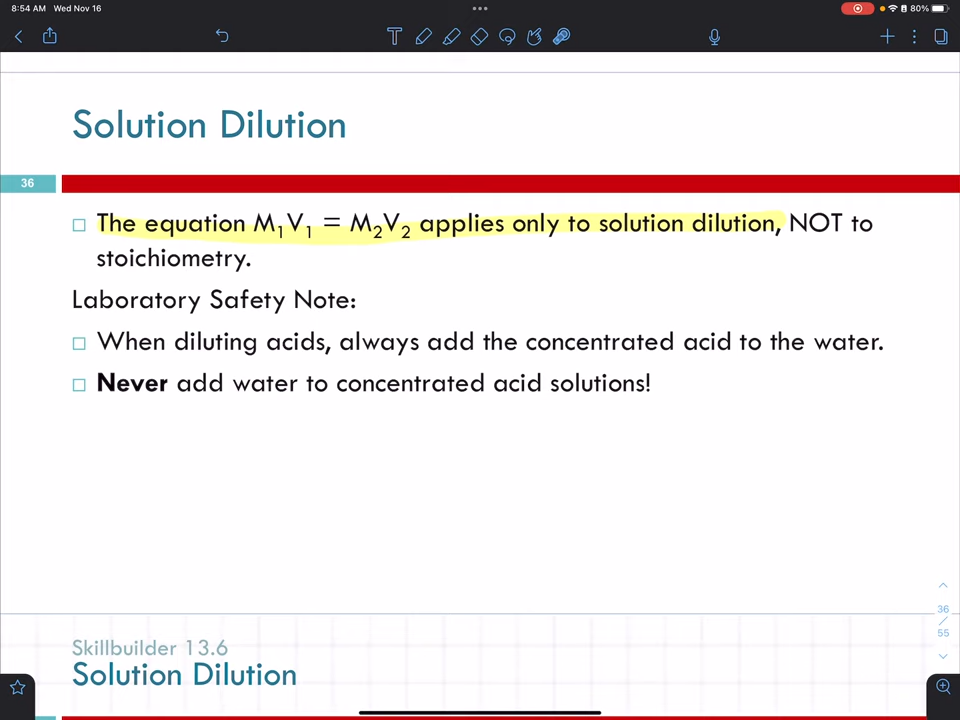 8:54 AM Wed Nov 16
80%
Solution Dilution
36
□ The equation M₁V₁ = M₂V₂ applies only to solution dilution, NOT to
stoichiometry.
Laboratory Safety Note:
□ When diluting acids, always add the concentrated acid to the water.
□ Never add water to concentrated acid solutions!
36
/
55
Skillbuilder 13.6
Solution Dilution